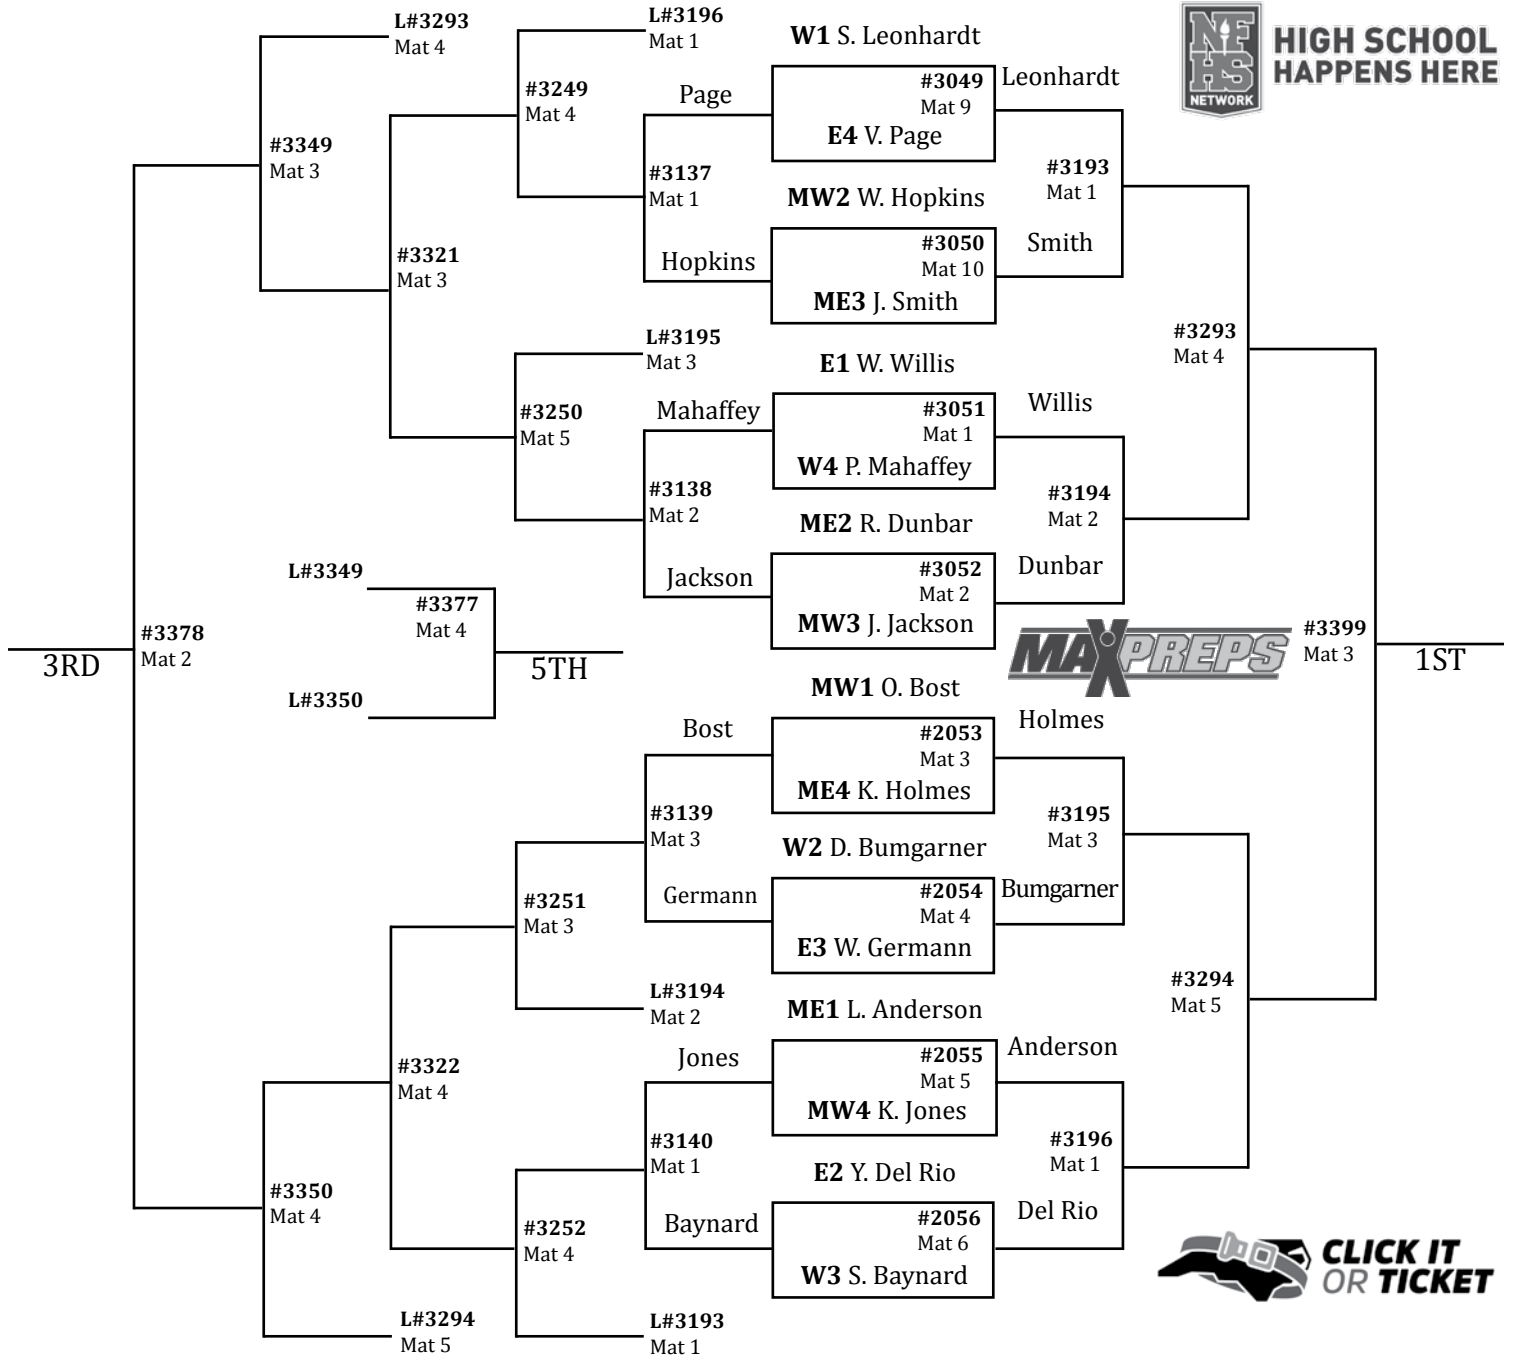 L#3293
Mat 4
L#3196
Mat 1
W1 S. Leonhardt
NFHS
NETWORK
HIGH SCHOOL
HAPPENS HERE
#3249
Mat 4
Page
#3049
Mat 9
Leonhardt
E4 V. Page
#3349
Mat 3
#3137
Mat 1
#3193
Mat 1
MW2 W. Hopkins
#3321
Mat 3
Hopkins
#3050
Mat 10
Smith
ME3 J. Smith
L#3195
Mat 3
#3293
Mat 4
E1 W. Willis
#3250
Mat 5
Mahaffey
#3051
Mat 1
Willis
W4 P. Mahaffey
#3138
Mat 2
#3194
Mat 2
ME2 R. Dunbar
L#3349
#3377
Mat 4
Jackson
#3052
Mat 2
Dunbar
MW3 J. Jackson
#3378
Mat 2
3RD
5TH
MAXPREPS
#3399
Mat 3
1ST
L#3350
MW1 O. Bost
Bost
#2053
Mat 3
Holmes
ME4 K. Holmes
#3139
Mat 3
#3195
Mat 3
W2 D. Bumgarner
#3251
Mat 3
Germann
#2054
Mat 4
Bumgarner
E3 W. Germann
L#3194
Mat 2
#3294
Mat 5
ME1 L. Anderson
#3322
Mat 4
Jones
#2055
Mat 5
Anderson
MW4 K. Jones
#3140
Mat 1
#3196
Mat 1
E2 Y. Del Rio
#3350
Mat 4
#3252
Mat 4
Baynard
#2056
Mat 6
Del Rio
W3 S. Baynard
CLICK IT
OR TICKET
L#3294
Mat 5
L#3193
Mat 1